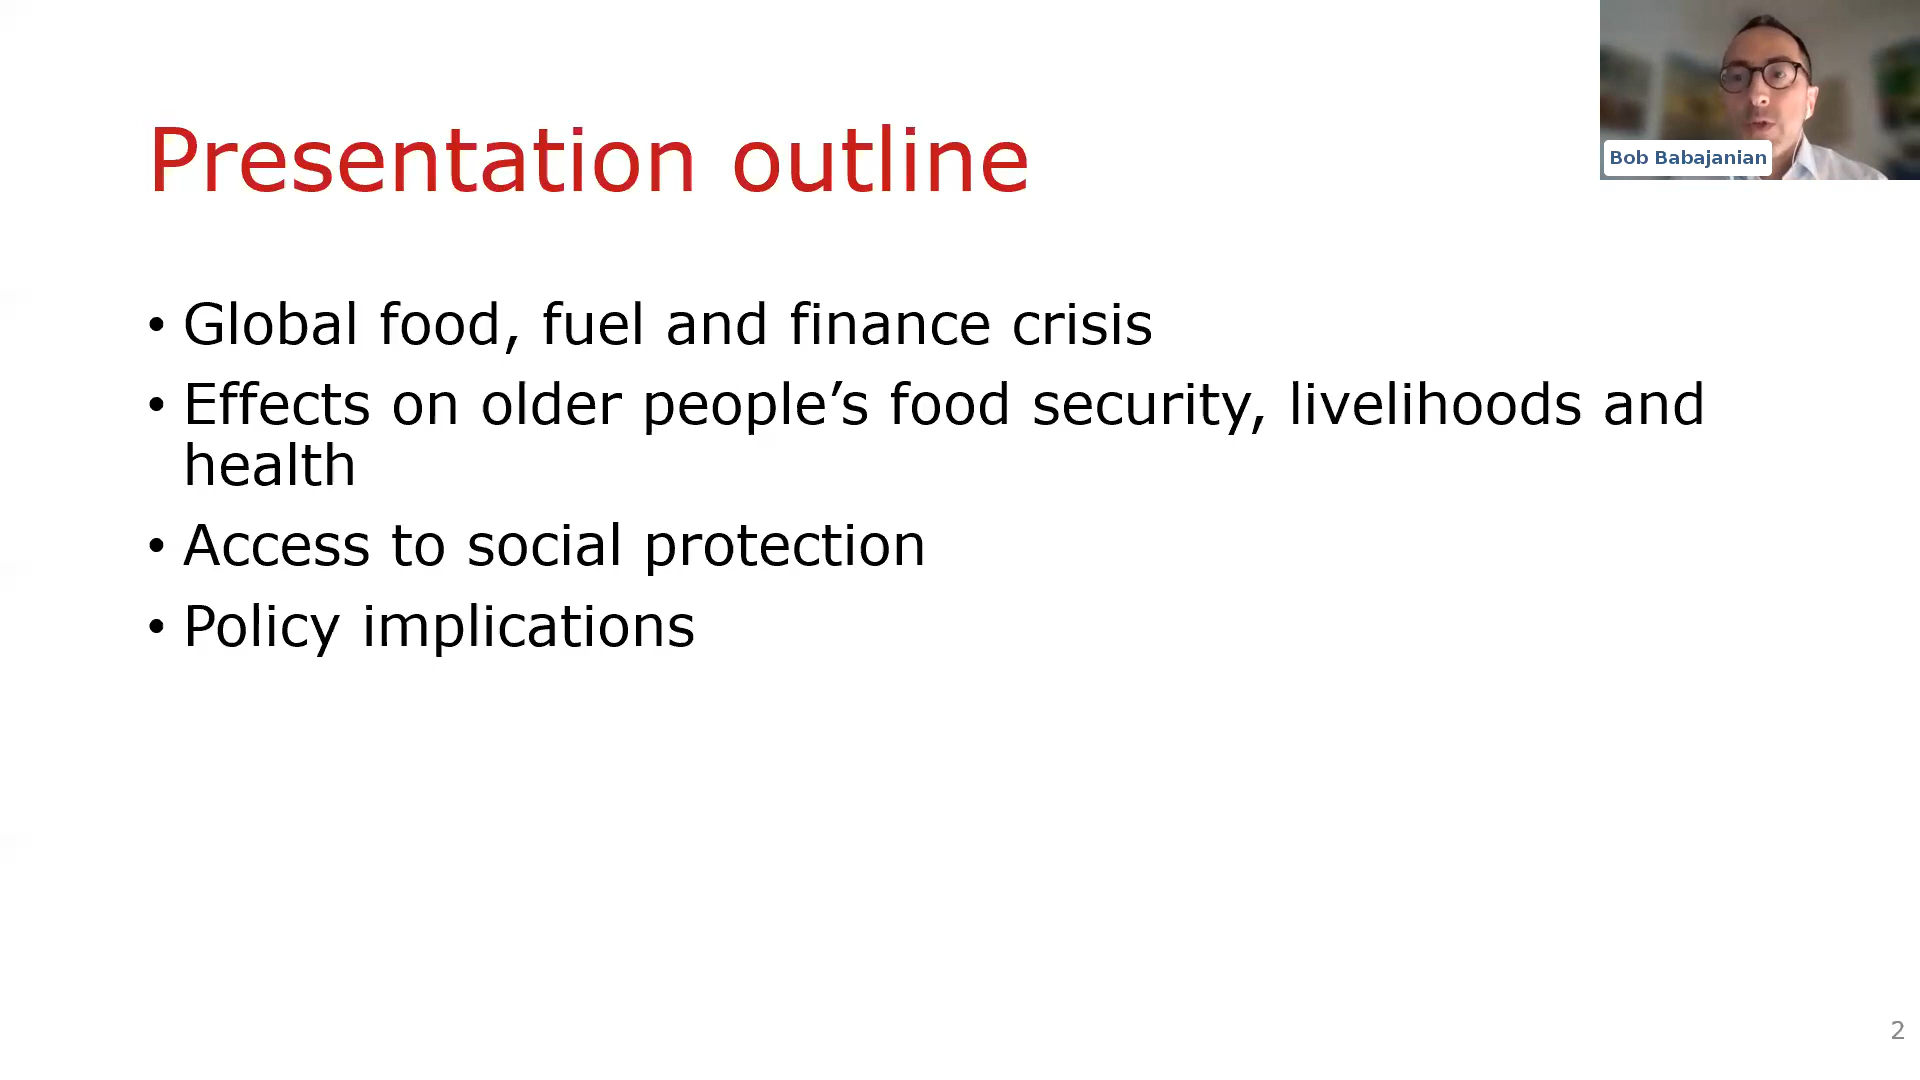 Presentation outline
Bob Babajanian
• Global food, fuel and finance crisis
• Effects on older people’s food security, livelihoods and
health
• Access to social protection
• Policy implications
2